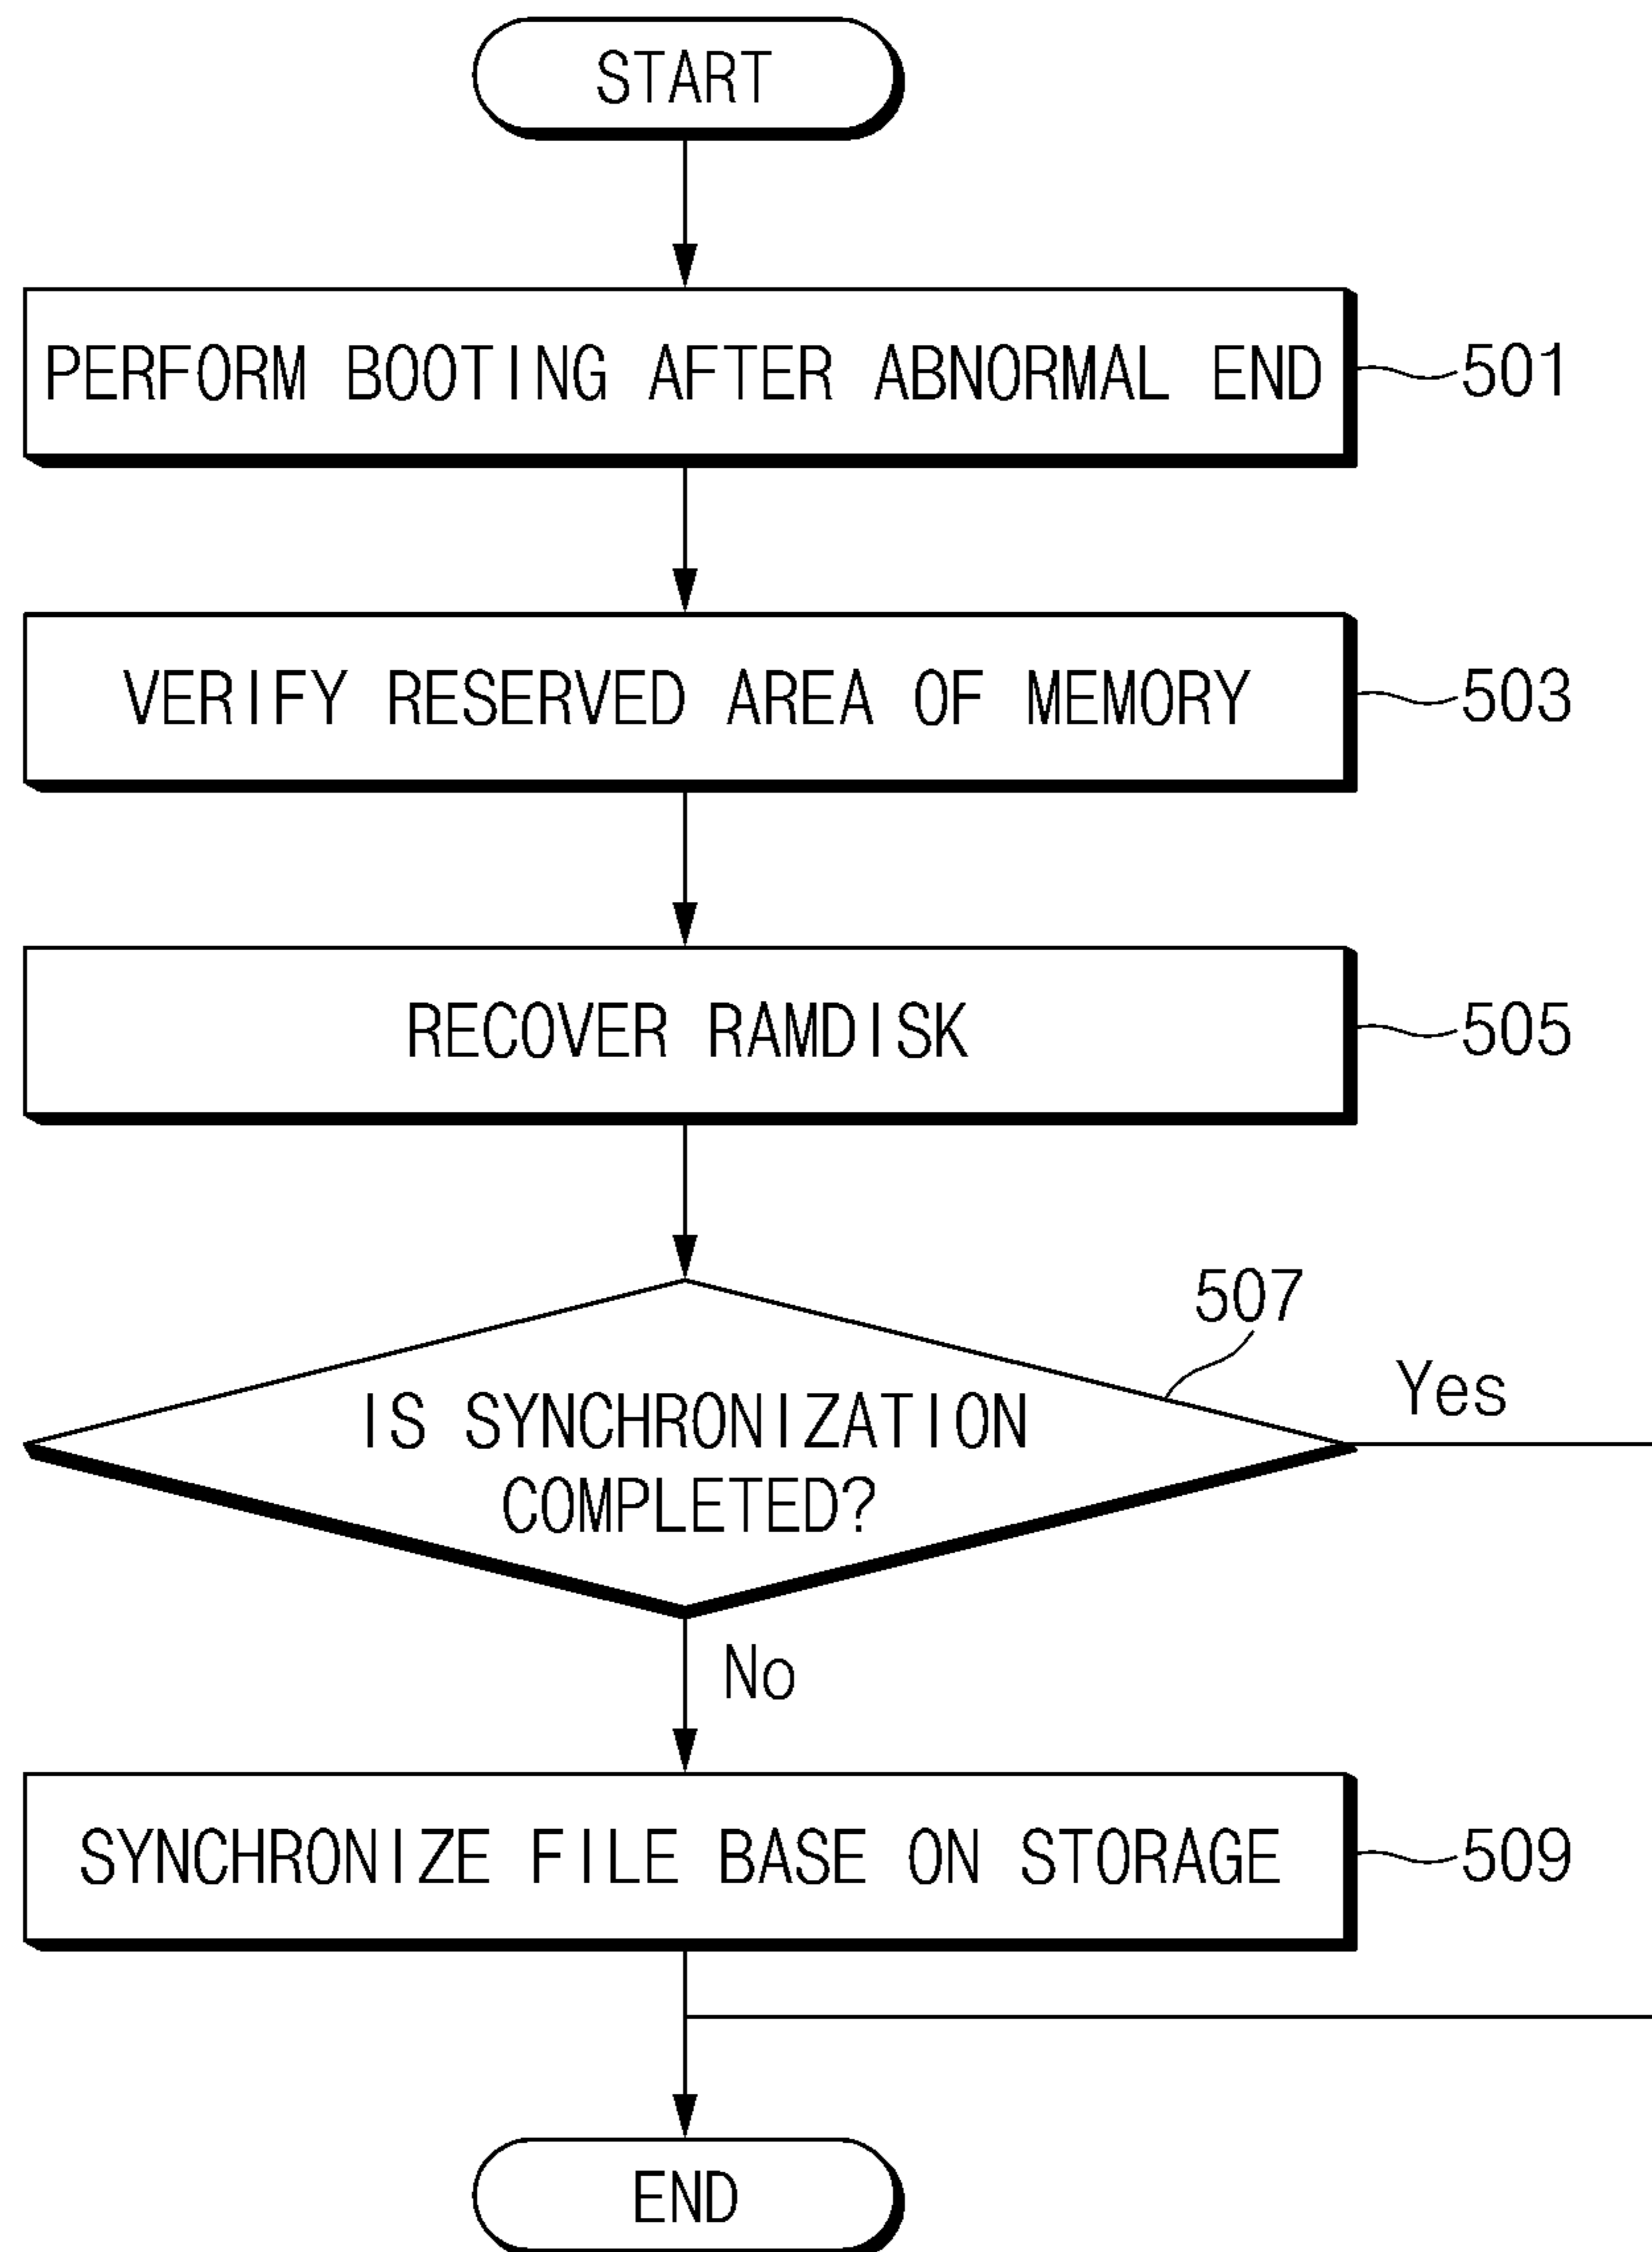 START
PERFORM BOOTING AFTER ABNORMAL END
501
VERIFY RESERVED AREA OF MEMORY
503
RECOVER RAMDISK
505
507
IS SYNCHRONIZATION
COMPLETED?
Yes
No
SYNCHRONIZE FILE BASE ON STORAGE
509
END